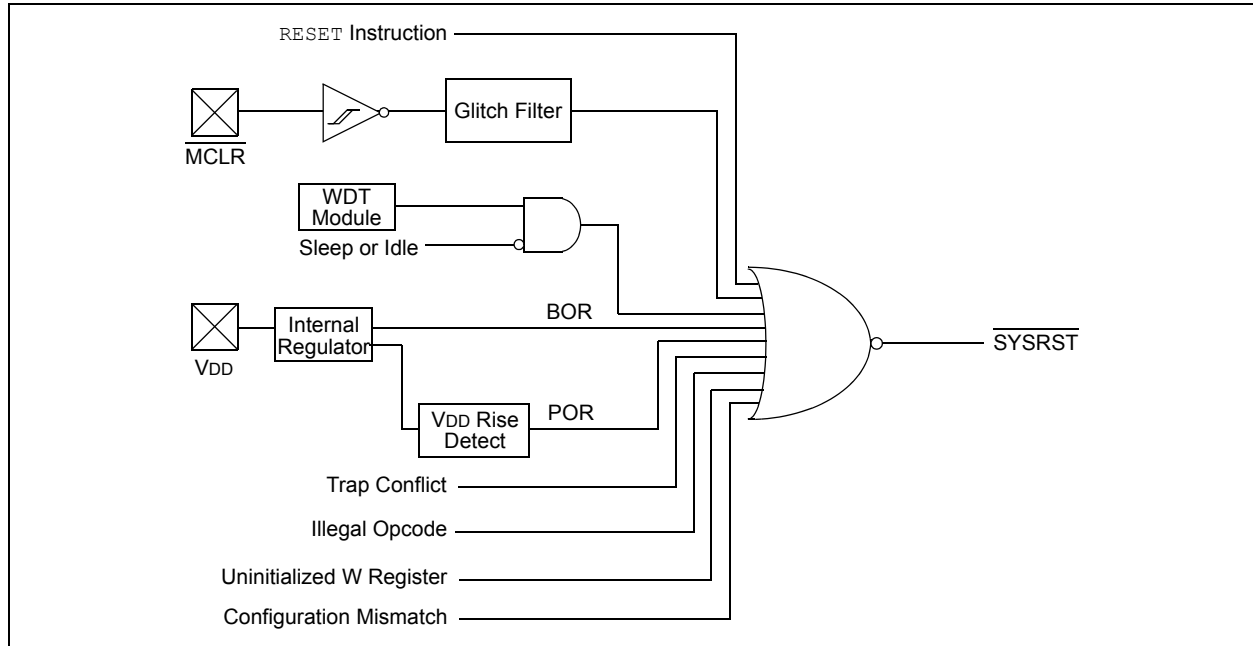 RESET Instruction
Glitch Filter
MCLR
WDT
Module
Sleep or Idle
BOR
Internal
Regulator
VDD
SYSRST
POR
VDD Rise
Detect
Trap Conflict
Illegal Opcode
Uninitialized W Register
Configuration Mismatch